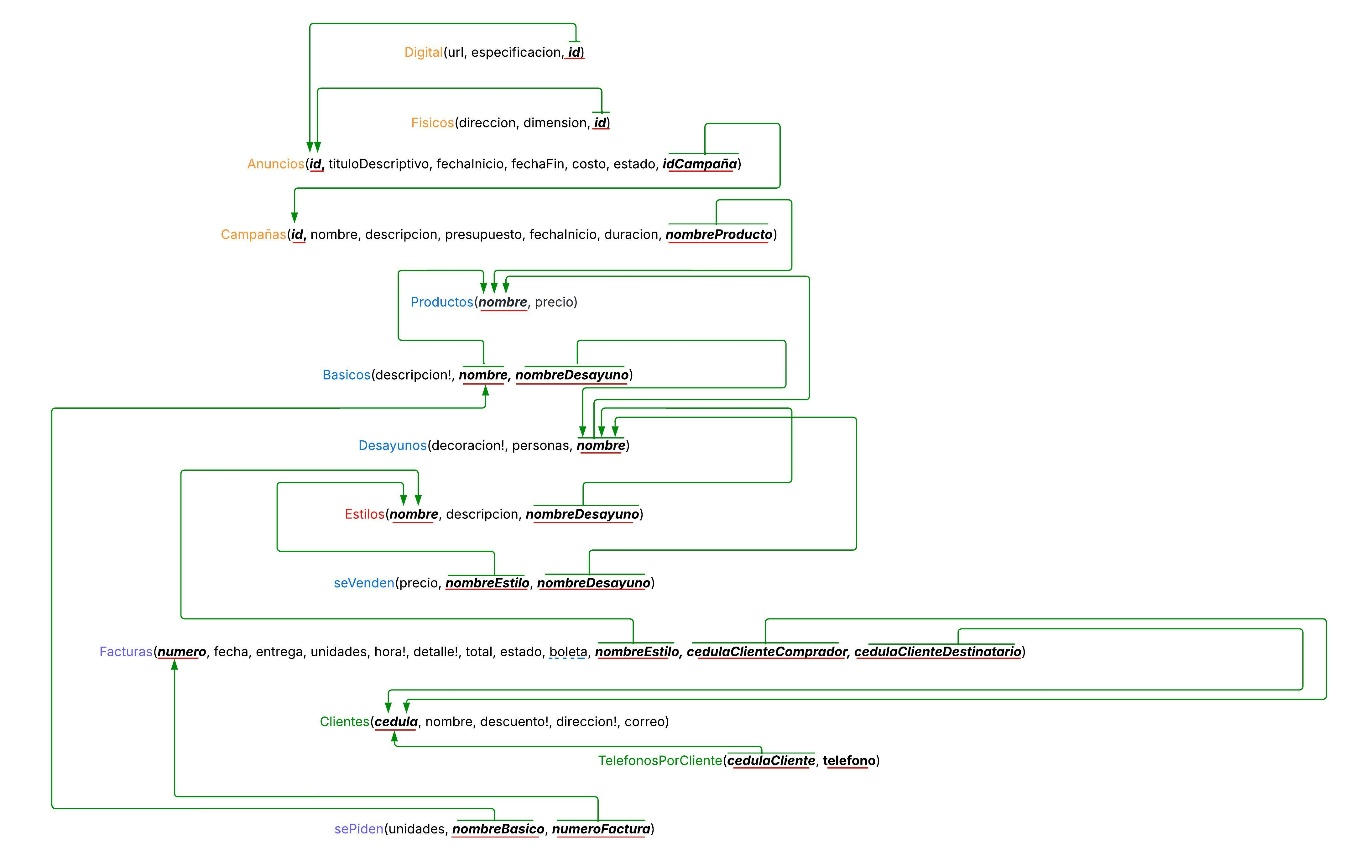 Digital(url, especificacion, id)
Fisicos(direccion, dimension, id)
Anuncios(id, tituloDescriptivo, fechaInicio, fechaFin, costo, estado, idCampaña)
Campañas(id, nombre, descripcion, presupuesto, fechaInicio, duracion, nombreProducto)
Productos(nombre, precio)
Basicos(descripcion!, nombre, nombreDesayuno)
Desayunos(decoracion!, personas, nombre)
Estilos(nombre, descripcion, nombreDesayuno)
seVenden(precio, nombreEstilo, nombreDesayuno)
Facturas(numero, fecha, entrega, unidades, hora!, detalle!, total, estado, boleta, nombreEstilo, cedulaClienteComprador, cedulaClienteDestinatario)
Clientes(cedula, nombre, descuento!, direccion!, correo)
TelefonosPorCliente(cedulaCliente, telefono)
sePiden(unidades, nombreBasico, numeroFactura)